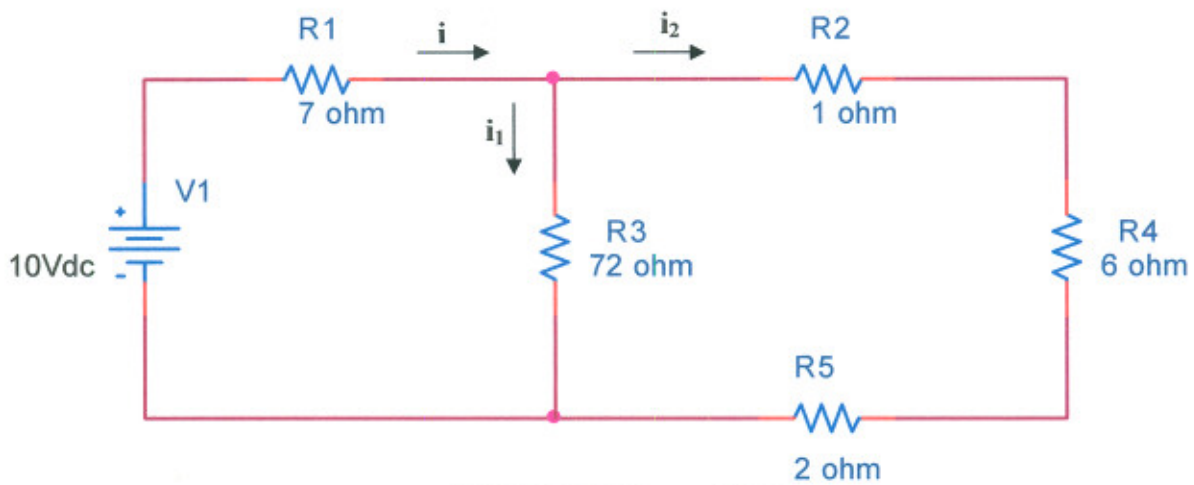 R1
i
i₂
R2
7 ohm
1 ohm
i₁
V1
+
10Vdc
-
R3
72 ohm
R4
6 ohm
R5
2 ohm